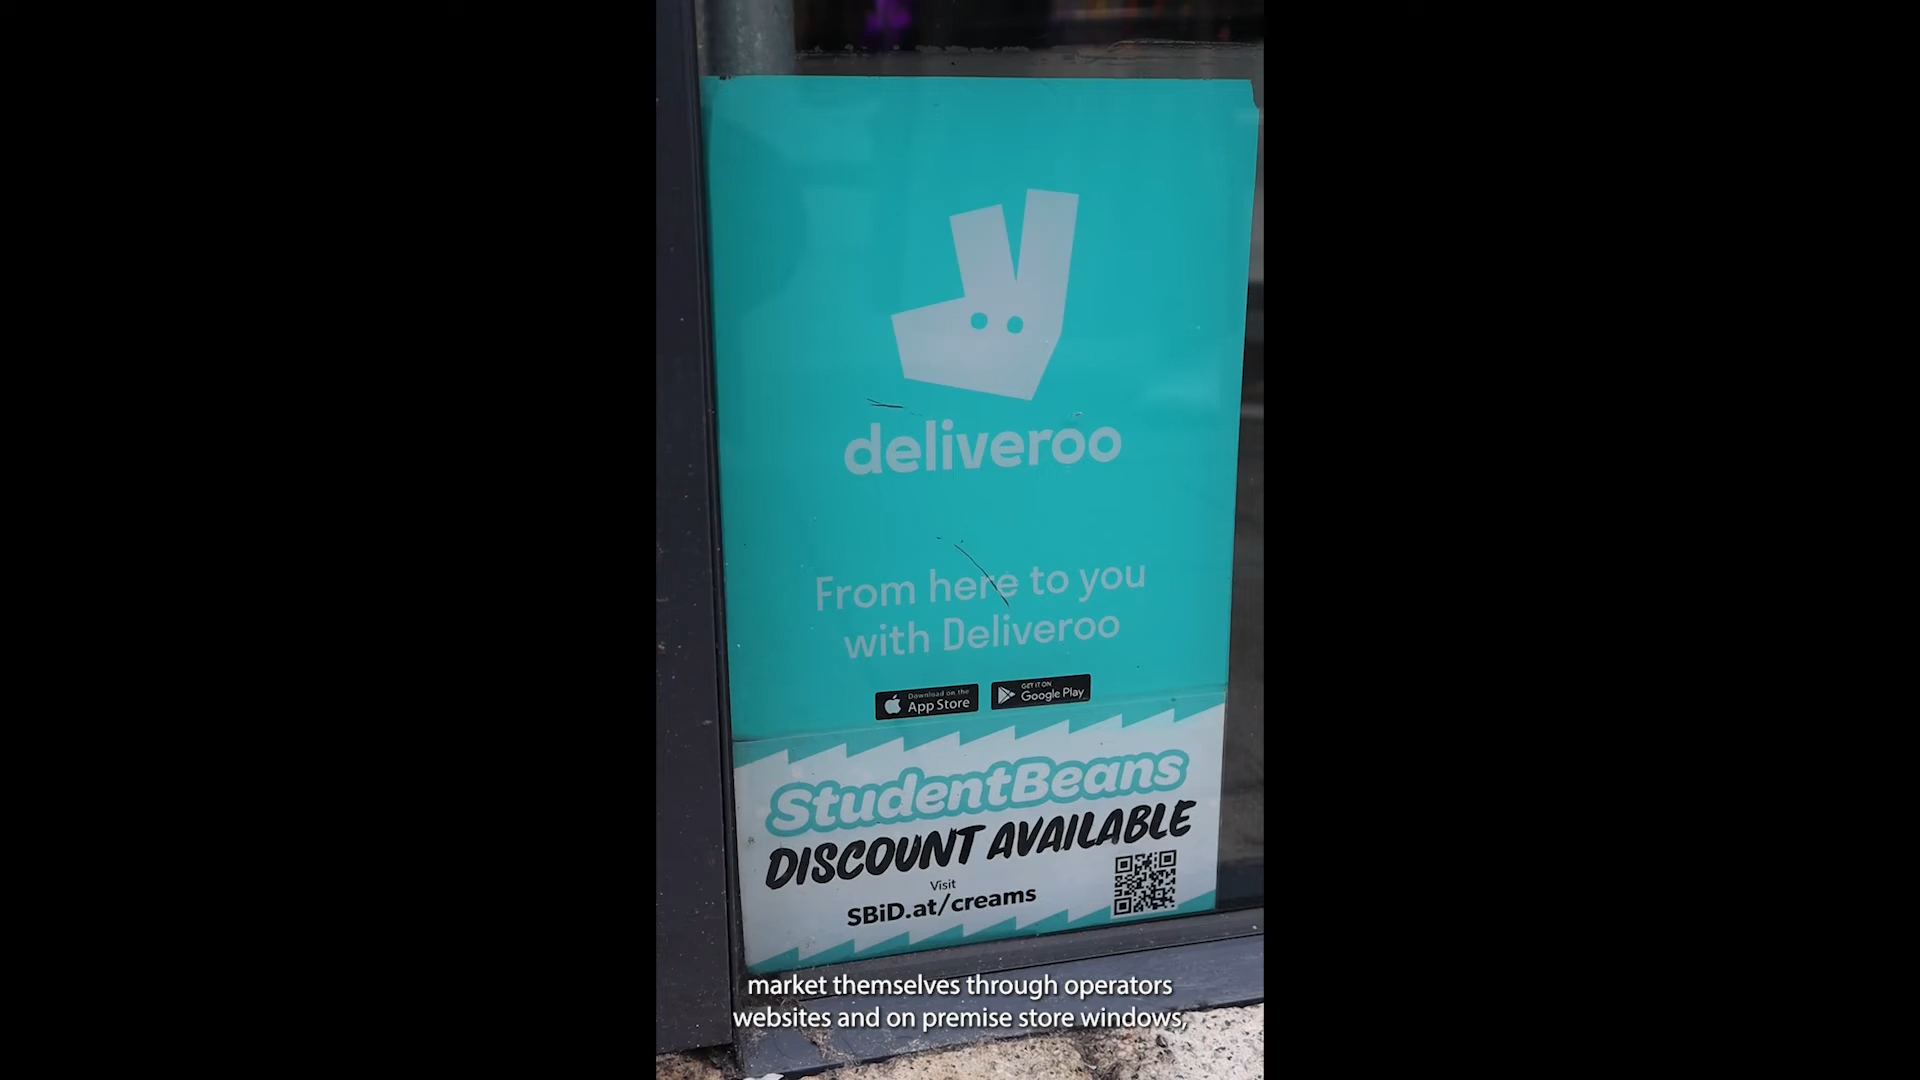 deliveroo
From here to you
with Deliveroo
Download on the
App Store
GET IT ON
Google Play
StudentBeans
DISCOUNT AVAILABLE
Visit
SBiD.at/creams
market themselves through operators
websites and on premise store windows,